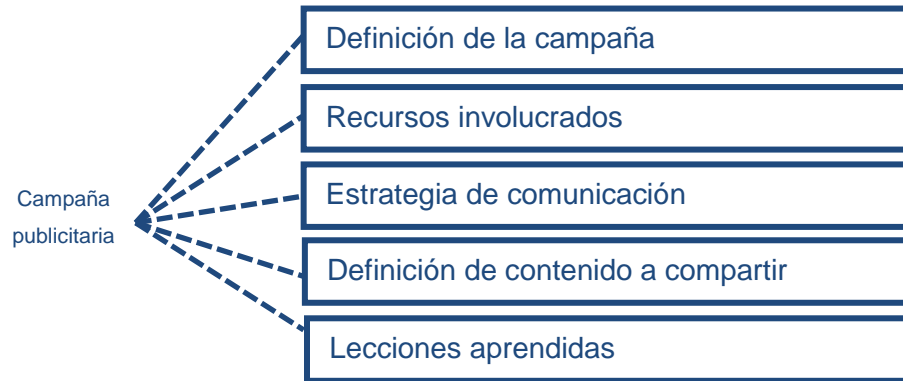 Definición de la campaña
Recursos involucrados
Campaña
publicitaria
Estrategia de comunicación
Definición de contenido a compartir
Lecciones aprendidas